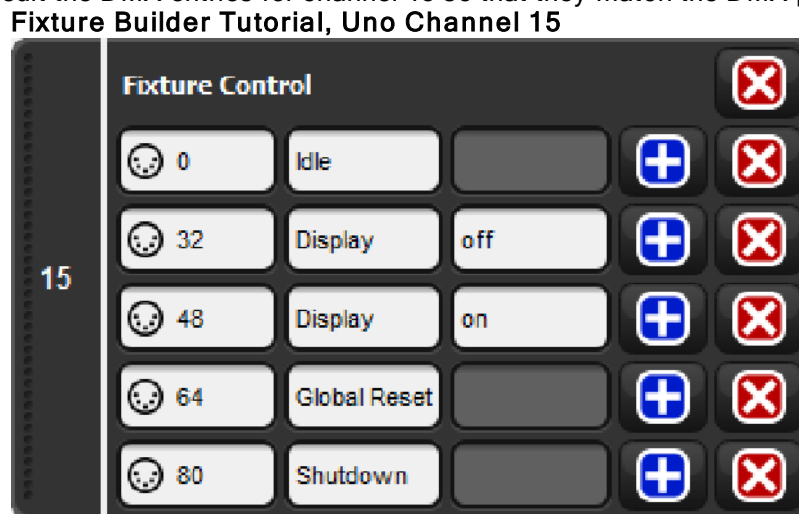 Fixture Builder Tutorial, Uno Channel 15
Fixture Control
0 Idle
32 Display off
15
48 Display on
64 Global Reset
80 Shutdown